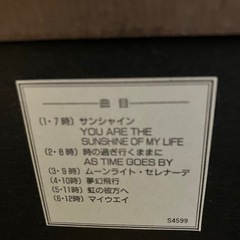 曲目
(1・7時) サンシャイン
YOU ARE THE
SUNSHINE OF MY LIFE
(2・8時) 時の過ぎ行くままに
AS TIME GOES BY
(3・9時) ムーンライト・セレナーデ
(4・10時) 夢幻飛行
(5・11時) 虹の彼方へ
(6・12時) マイウエイ
S4599